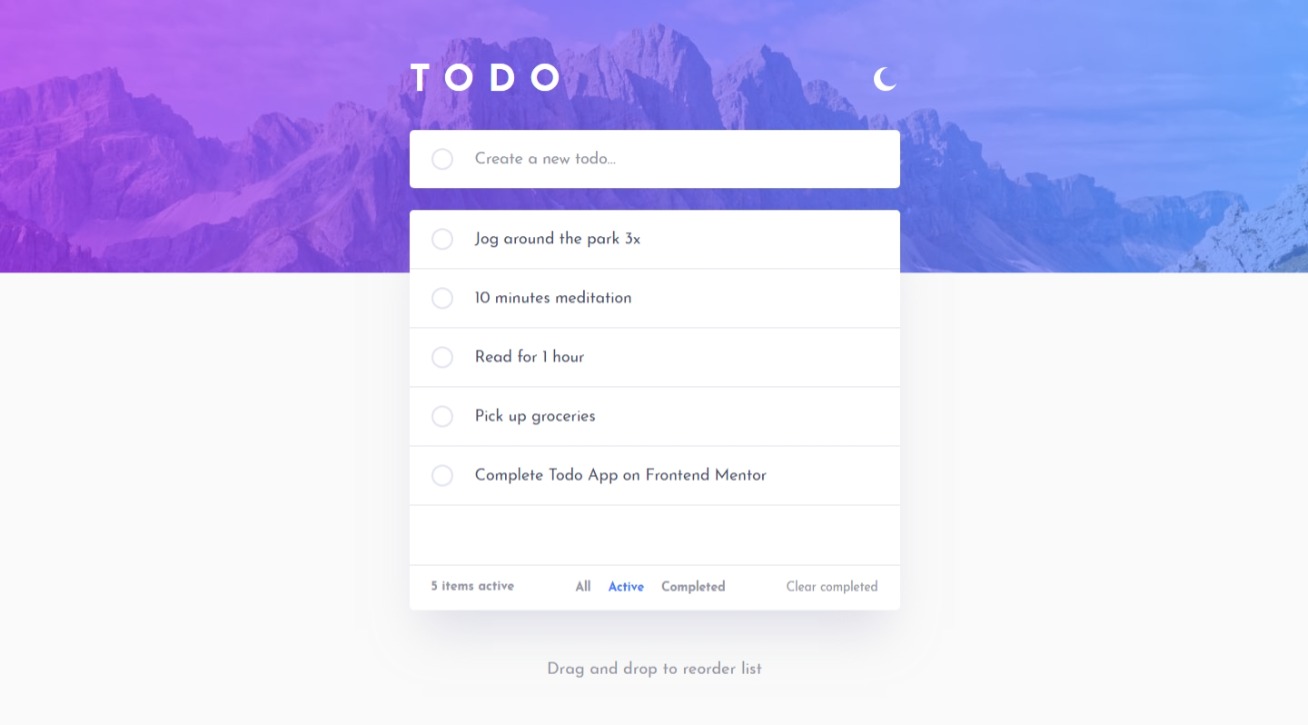 TODO
Create a new todo...
Jog around the park 3x
10 minutes meditation
Read for 1 hour
Pick up groceries
Complete Todo App on Frontend Mentor
5 items active All Active Completed Clear completed
Drag and drop to reorder list